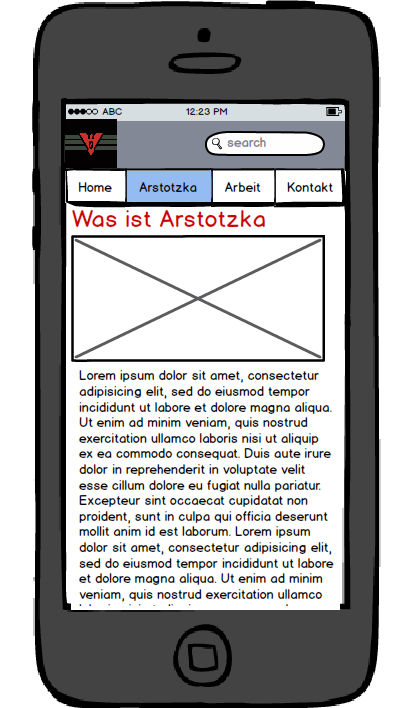 ABC 12:23 PM
search
Home Arstotzka Arbeit Kontakt
Was ist Arstotzka
Lorem ipsum dolor sit amet, consectetur
adipisicing elit, sed do eiusmod tempor
incididunt ut labore et dolore magna aliqua.
Ut enim ad minim veniam, quis nostrud
exercitation ullamco laboris nisi ut aliquip
ex ea commodo consequat. Duis aute irure
dolor in reprehenderit in voluptate velit
esse cillum dolore eu fugiat nulla pariatur.
Excepteur sint occaecat cupidatat non
proident, sunt in culpa qui officia deserunt
mollit anim id est laborum. Lorem ipsum
dolor sit amet, consectetur adipisicing elit,
sed do eiusmod tempor incididunt ut labore
et dolore magna aliqua. Ut enim ad minim
veniam, quis nostrud exercitation ullamco